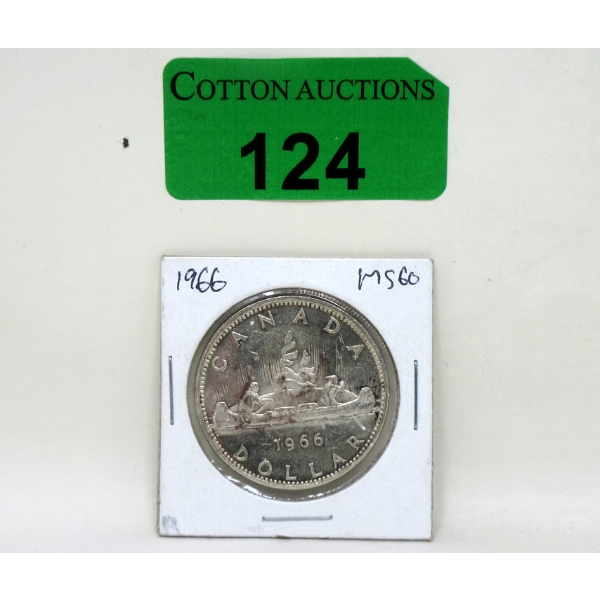 COTTON AUCTIONS
124
1966 MS60
CANADA
1966
DOLLAR